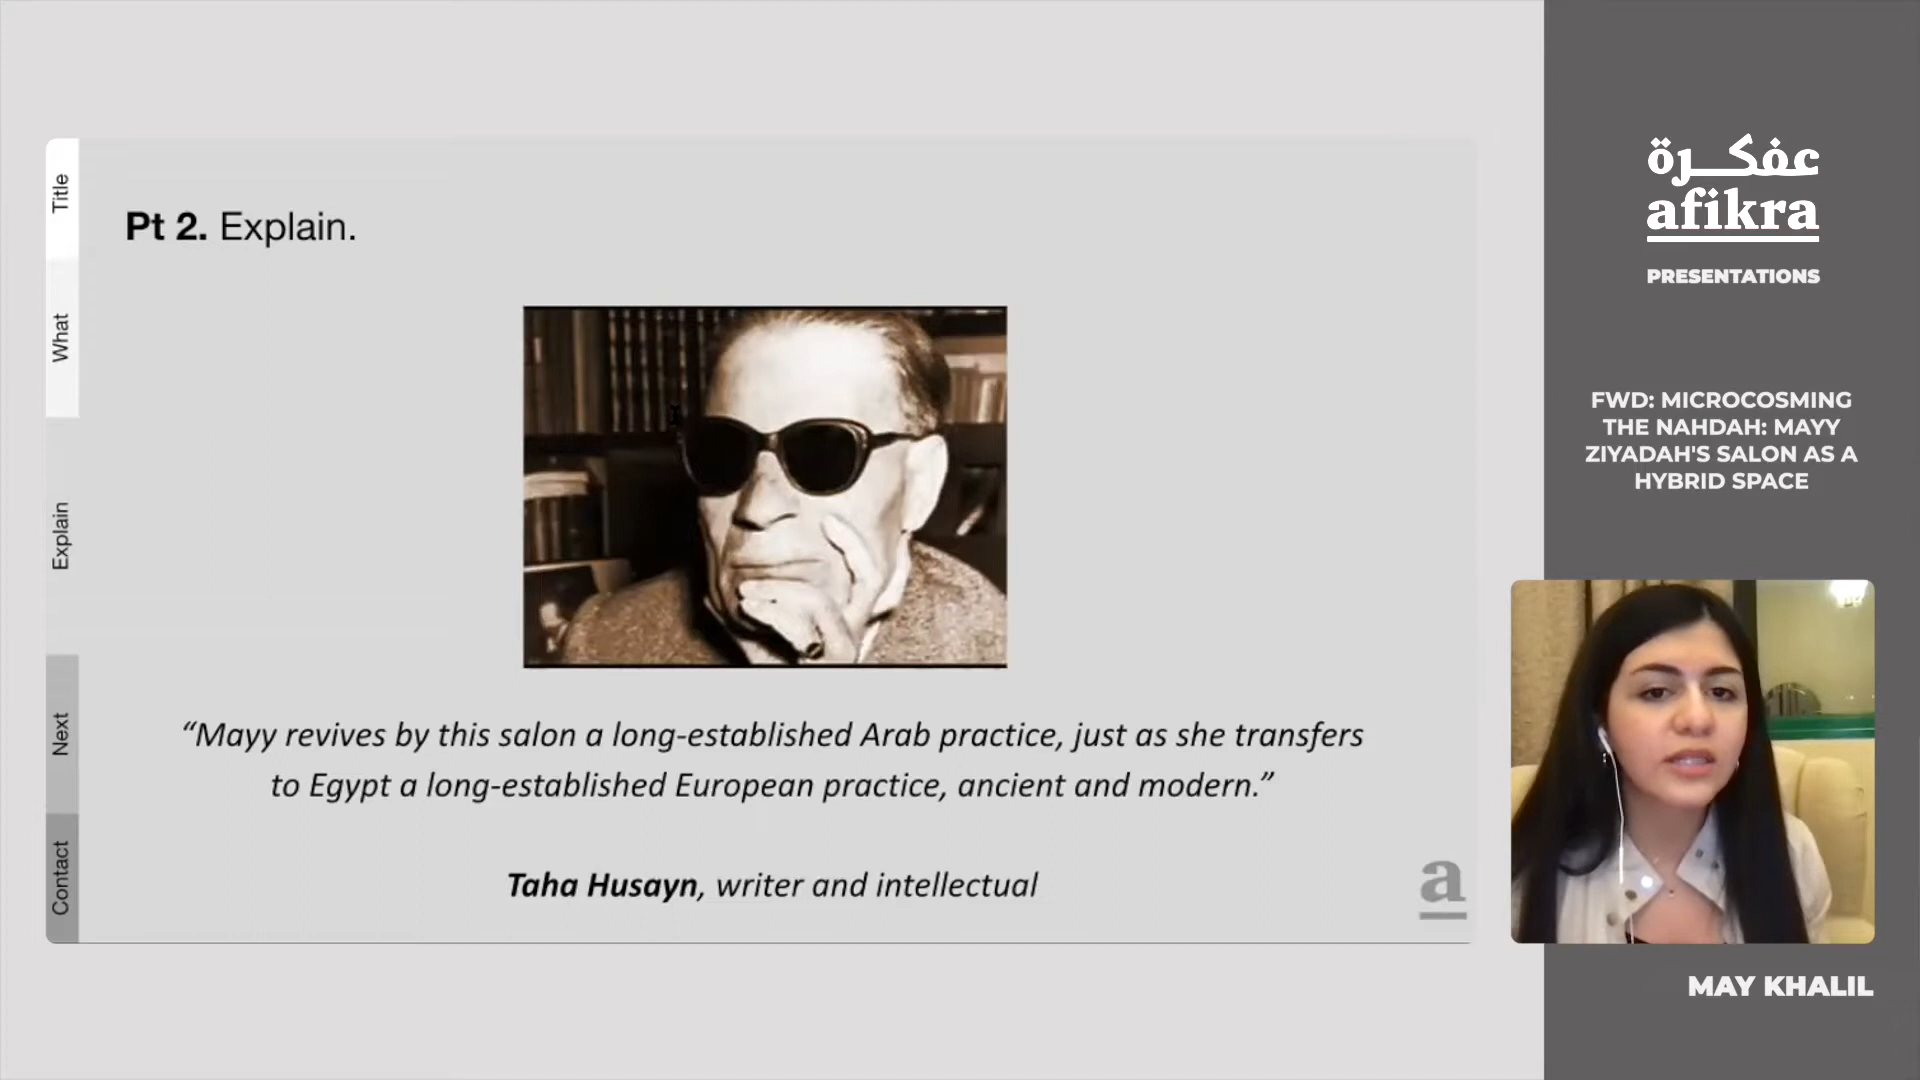 Title
What
Explain
Next
Contact
Pt 2. Explain.
“Mayy revives by this salon a long-established Arab practice, just as she transfers
to Egypt a long-established European practice, ancient and modern.”
Taha Husayn, writer and intellectual
a
عفكرة
afikra
PRESENTATIONS
FWD: MICROCOSMING
THE NAHDAH: MAYY
ZIYADAH'S SALON AS A
HYBRID SPACE
MAY KHALIL